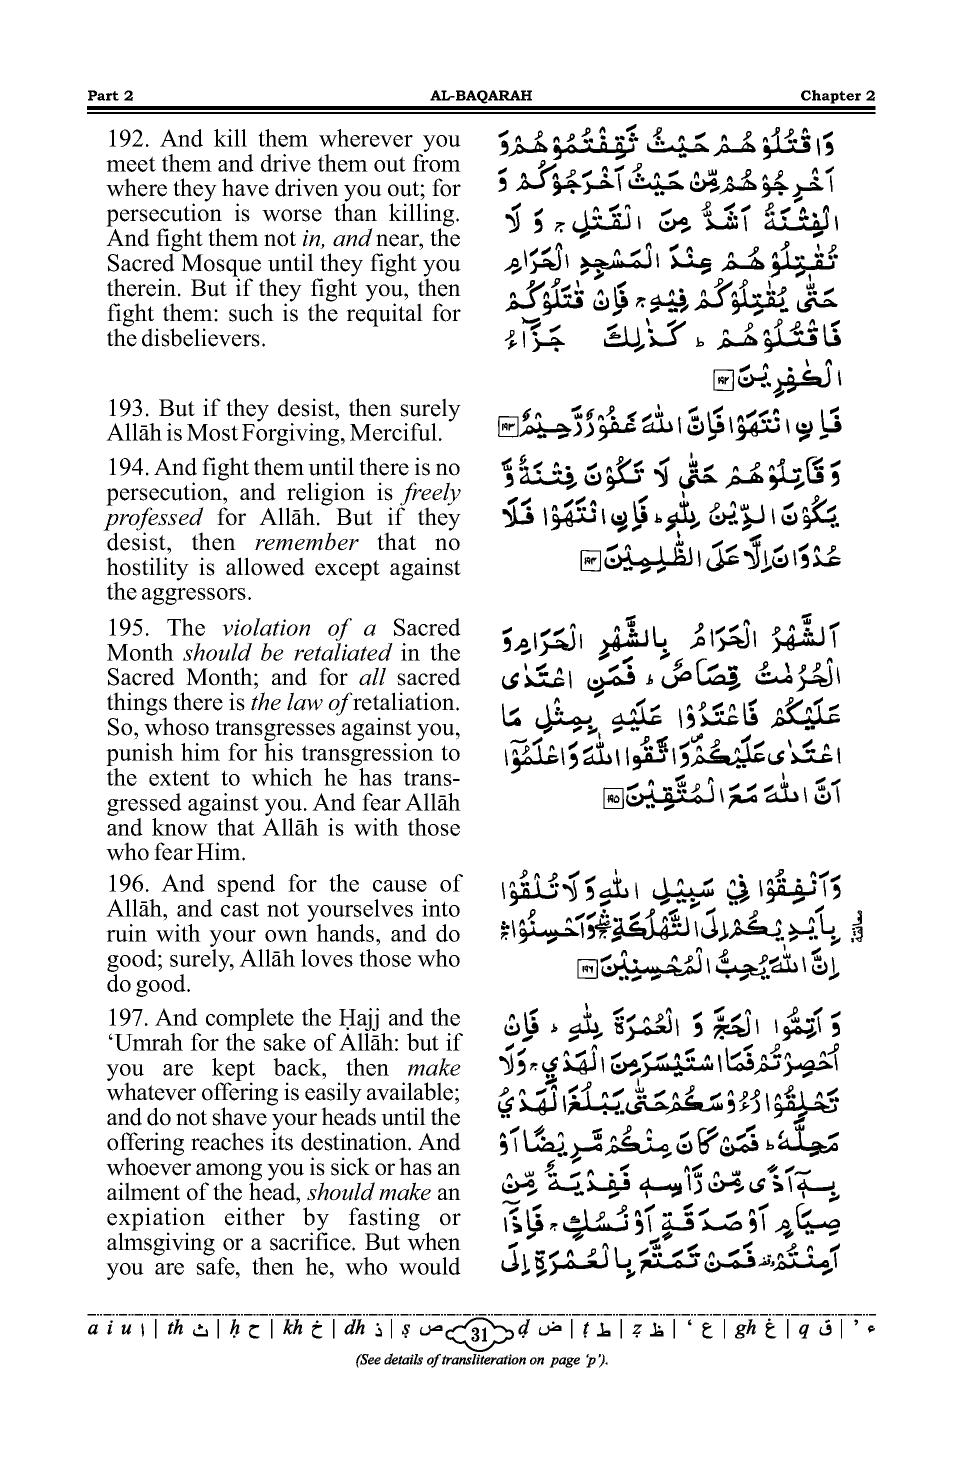 Part 2 AL-BAQARAH Chapter 2
192. And kill them wherever you
meet them and drive them out from
where they have driven you out; for
persecution is worse than killing.
And fight them not in, and near, the
Sacred Mosque until they fight you
therein. But if they fight you, then
fight them: such is the requital for
the disbelievers.
193. But if they desist, then surely
Allāh is Most Forgiving, Merciful.
194. And fight them until there is no
persecution, and religion is freely
professed for Allāh. But if they
desist, then remember that no
hostility is allowed except against
the aggressors.
195. The violation of a Sacred
Month should be retaliated in the
Sacred Month; and for all sacred
things there is the law of retaliation.
So, whoso transgresses against you,
punish him for his transgression to
the extent to which he has trans-
gressed against you. And fear Allāh
and know that Allāh is with those
who fear Him.
196. And spend for the cause of
Allāh, and cast not yourselves into
ruin with your own hands, and do
good; surely, Allāh loves those who
do good.
197. And complete the Ḥajj and the
‘Umrah for the sake of Allāh: but if
you are kept back, then make
whatever offering is easily available;
and do not shave your heads until the
offering reaches its destination. And
whoever among you is sick or has an
ailment of the head, should make an
expiation either by fasting or
almsgiving or a sacrifice. But when
you are safe, then he, who would
وَاقْتُلُوْهُمْ حَيْثُ ثَقِفْتُمُوْهُمْ وَ
اَخْرِجُوْهُمْ مِّنْ حَيْثُ اَخْرَجُوْكُمْ وَ
الْفِتْنَةُ اَشَدُّ مِنَ الْقَتْلِ ۚ وَ لَا
تُقٰتِلُوْهُمْ عِنْدَ الْمَسْجِدِ الْحَرَامِ
حَتّٰى يُقٰتِلُوْكُمْ فِيْهِ ۚ فَاِنْ قٰتَلُوْكُمْ
فَاقْتُلُوْهُمْ ؕ كَذٰلِكَ جَزَآءُ
الْكٰفِرِيْنَ ۱۹۲
فَاِنِ انْتَهَوْا فَاِنَّ اللّٰهَ غَفُوْرٌ رَّحِيْمٌ ۱۹۳
وَ قَاتِلُوْهُمْ حَتّٰى لَا تَكُوْنَ فِتْنَةٌ وَّ
يَكُوْنَ الدِّيْنُ لِلّٰهِ ؕ فَاِنِ انْتَهَوْا فَلَا
عُدْوَانَ اِلَّا عَلَى الظّٰلِمِيْنَ ۱۹۴
اَلشَّهْرُ الْحَرَامُ بِالشَّهْرِ الْحَرَامِ وَ
الْحُرُمٰتُ قِصَاصٌ ؕ فَمَنِ اعْتَدٰى
عَلَيْكُمْ فَاعْتَدُوْا عَلَيْهِ بِمِثْلِ مَا
اعْتَدٰى عَلَيْكُمْ ۪ وَاتَّقُوا اللّٰهَ وَاعْلَمُوْۤا
اَنَّ اللّٰهَ مَعَ الْمُتَّقِيْنَ ۱۹۵
وَاَنْفِقُوْا فِيْ سَبِيْلِ اللّٰهِ وَلَا تُلْقُوْا
بِاَيْدِيْكُمْ اِلَى التَّهْلُكَةِ ۖۛۚ وَاَحْسِنُوْا ۛۚ
اِنَّ اللّٰهَ يُحِبُّ الْمُحْسِنِيْنَ ۱۹۶
وَ اَتِمُّوا الْحَجَّ وَ الْعُمْرَةَ لِلّٰهِ ؕ فَاِنْ
اُحْصِرْتُمْ فَمَا اسْتَيْسَرَ مِنَ الْهَدْيِ ۚ وَلَا
تَحْلِقُوْا رُءُوْسَكُمْ حَتّٰى يَبْلُغَ الْهَدْيُ
مَحِلَّهٗ ؕ فَمَنْ كَانَ مِنْكُمْ مَّرِيْضًا اَوْ
بِهٖۤ اَذًى مِّنْ رَّاْسِهٖ فَفِدْيَةٌ مِّنْ
صِيَامٍ اَوْ صَدَقَةٍ اَوْ نُسُكٍ ۚ فَاِذَاۤ
اَمِنْتُمْ ۥ فَمَنْ تَمَتَّعَ بِالْعُمْرَةِ اِلَى
a i u ا | th ث | ḥ ح | kh خ | dh ذ | ṣ ص 31 ḍ ض | ṭ ط | ẓ ظ | ‘ ع | gh غ | q ق | ’ ء
(See details of transliteration on page ‘p’).